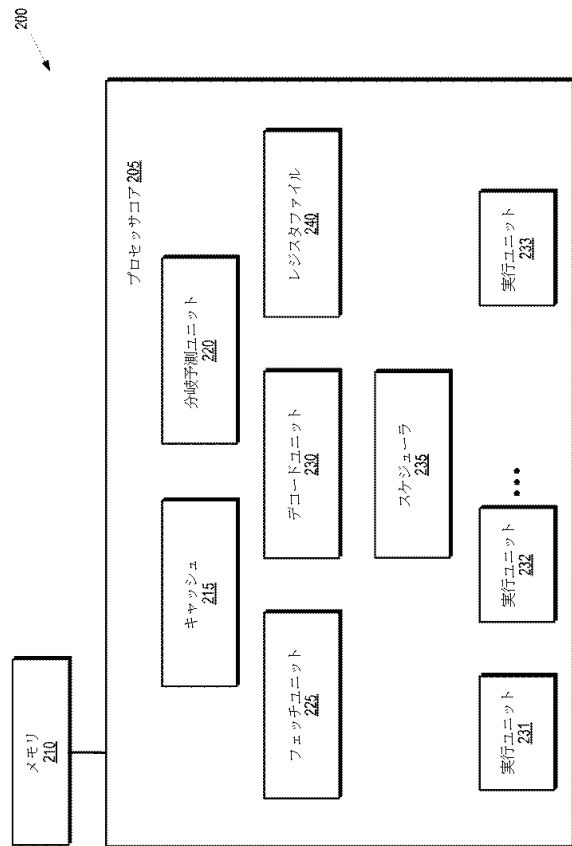 200
メモリ
210
プロセッサコア 205
キャッシュ
215
分岐予測ユニット
220
フェッチユニット
225
デコードユニット
230
レジスタファイル
240
スケジューラ
235
実行ユニット
231
実行ユニット
232
•••
実行ユニット
233